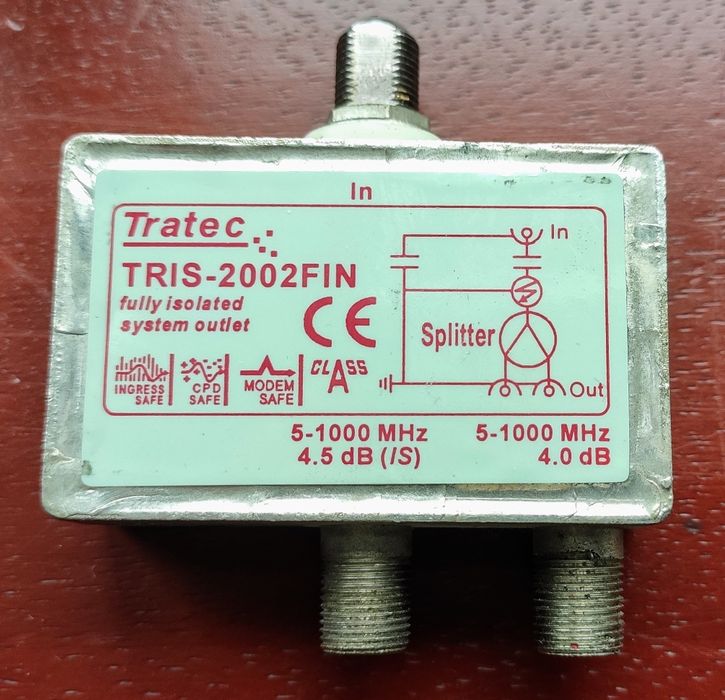 In
Tratec
TRIS-2002FIN
fully isolated
system outlet
CE
INGRESS
SAFE
CPD
SAFE
MODEM
SAFE
CLASS
A
In
Splitter
Out
5-1000 MHz
4.5 dB (IS)
5-1000 MHz
4.0 dB